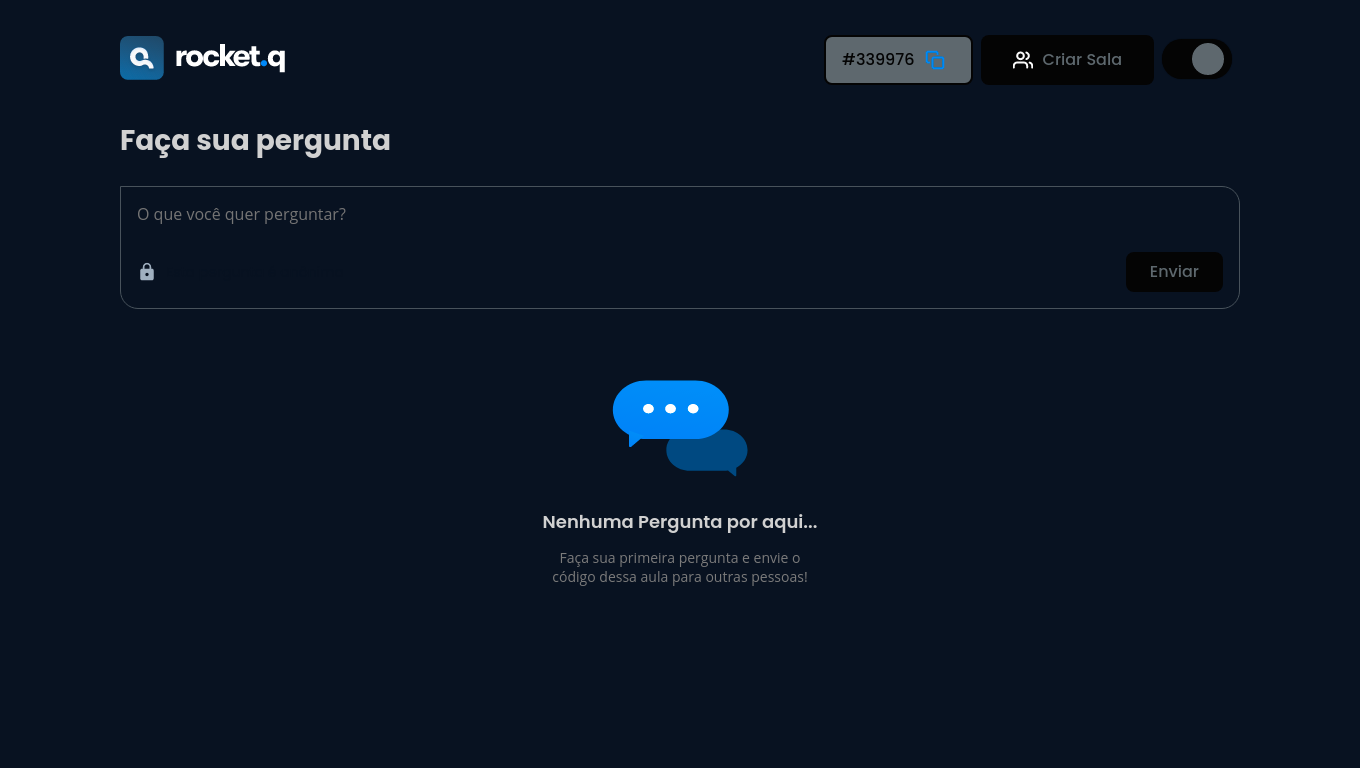 rocket.q
#339976
Criar Sala
Faça sua pergunta
O que você quer perguntar?
Enviar
Nenhuma Pergunta por aqui...
Faça sua primeira pergunta e envie o
código dessa aula para outras pessoas!